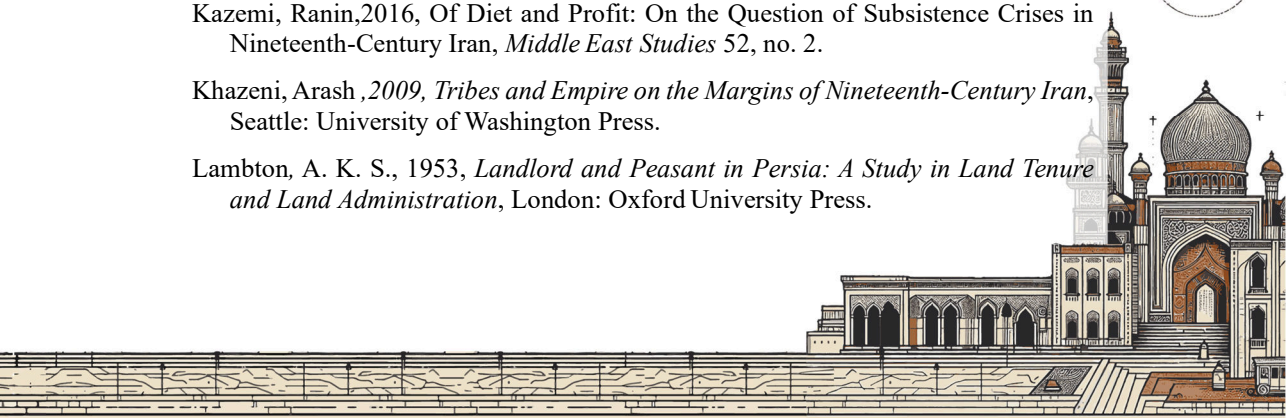 Kazemi, Ranin,2016, Of Diet and Profit: On the Question of Subsistence Crises in
Nineteenth-Century Iran, Middle East Studies 52, no. 2.
Khazeni, Arash ,2009, Tribes and Empire on the Margins of Nineteenth-Century Iran,
Seattle: University of Washington Press.
Lambton, A. K. S., 1953, Landlord and Peasant in Persia: A Study in Land Tenure
and Land Administration, London: Oxford University Press.